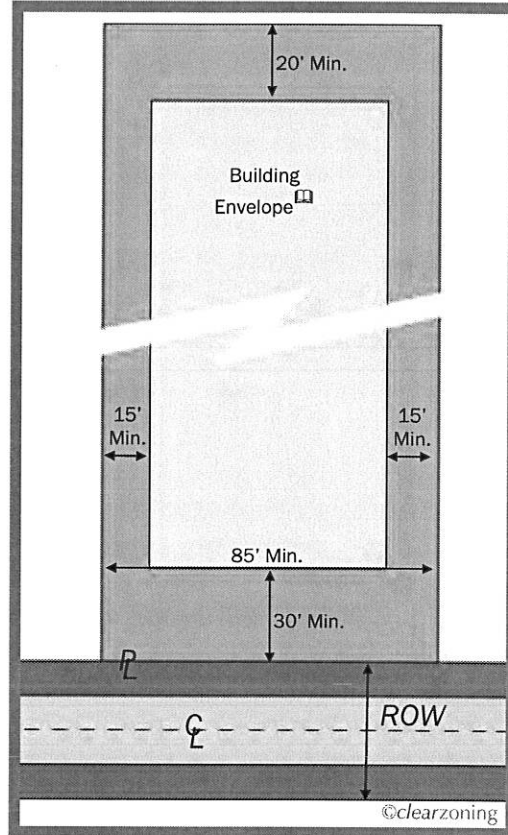 20' Min.
Building
Envelope
15'
Min.
15'
Min.
85' Min.
30' Min.
PL
CL
ROW
©clearzoning